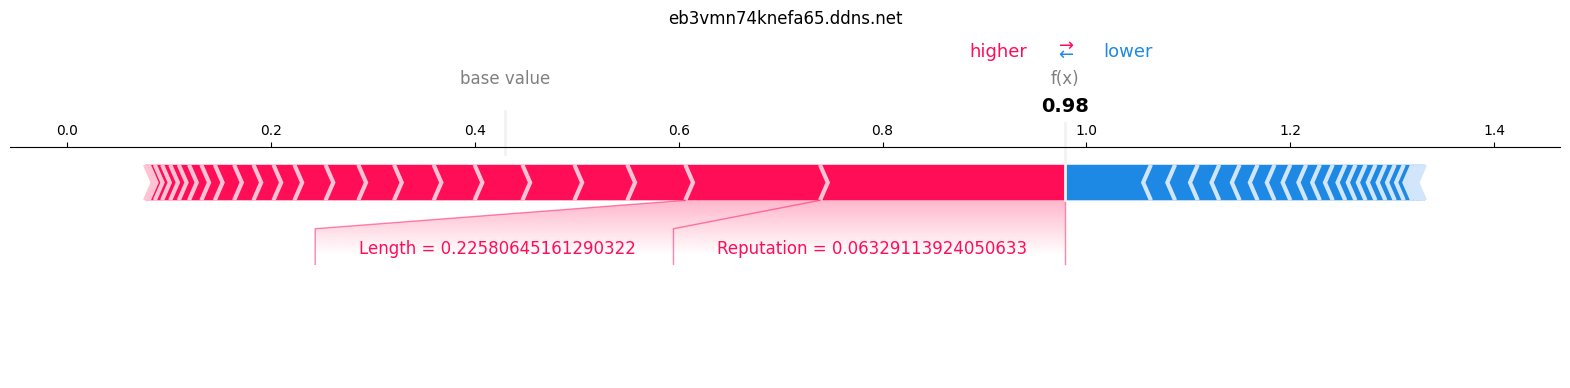 eb3vmn74knefa65.ddns.net
higher ⇄ lower
base value f(x)
0.98
0.0 0.2 0.4 0.6 0.8 1.0 1.2 1.4
Length = 0.22580645161290322 Reputation = 0.06329113924050633